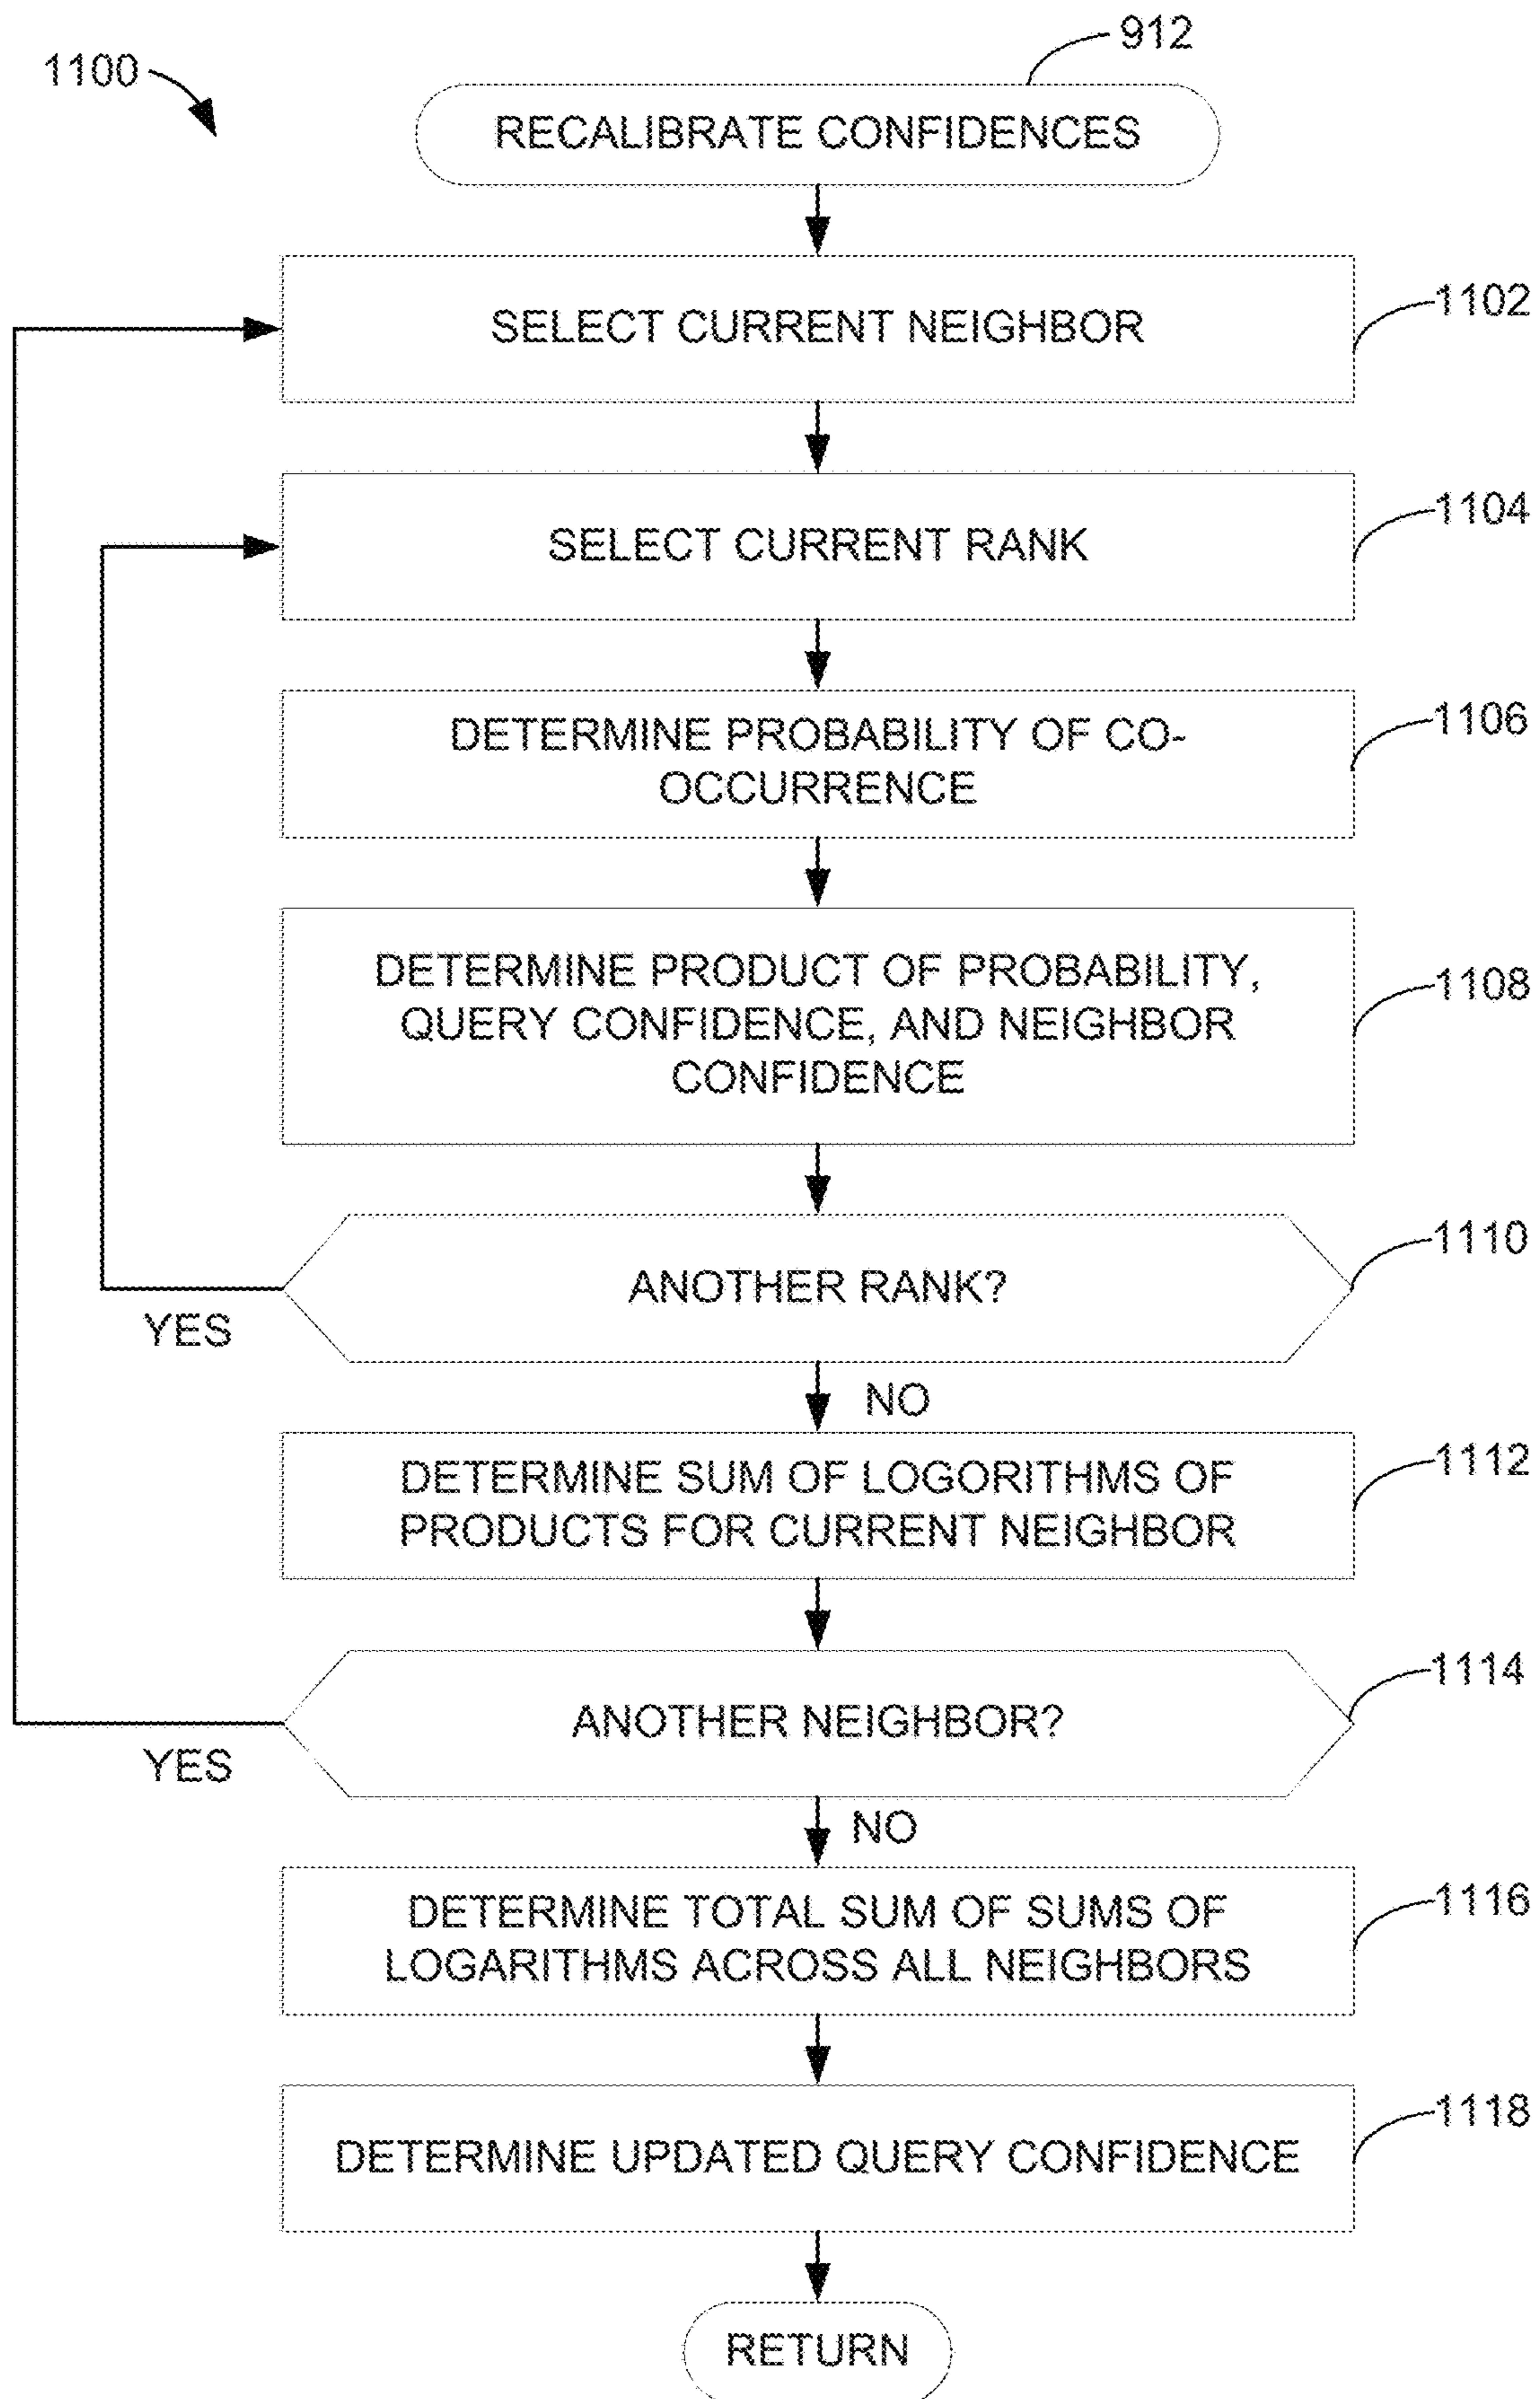 1100
912
RECALIBRATE CONFIDENCES
SELECT CURRENT NEIGHBOR
1102
SELECT CURRENT RANK
1104
DETERMINE PROBABILITY OF CO-
OCCURRENCE
1106
DETERMINE PRODUCT OF PROBABILITY,
QUERY CONFIDENCE, AND NEIGHBOR
CONFIDENCE
1108
ANOTHER RANK?
1110
YES
NO
DETERMINE SUM OF LOGORITHMS OF
PRODUCTS FOR CURRENT NEIGHBOR
1112
ANOTHER NEIGHBOR?
1114
YES
NO
DETERMINE TOTAL SUM OF SUMS OF
LOGARITHMS ACROSS ALL NEIGHBORS
1116
DETERMINE UPDATED QUERY CONFIDENCE
1118
RETURN